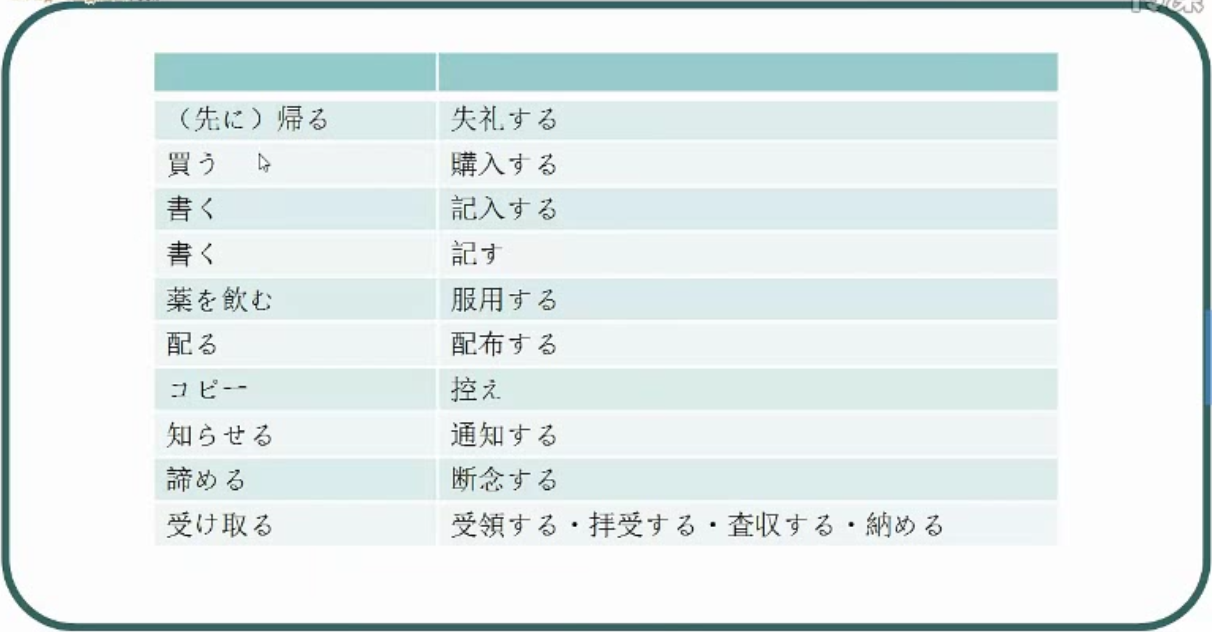 （先に）帰る 失礼する
買う 購入する
書く 記入する
書く 記す
薬を飲む 服用する
配る 配布する
コピー 控え
知らせる 通知する
諦める 断念する
受け取る 受領する・拝受する・査収する・納める